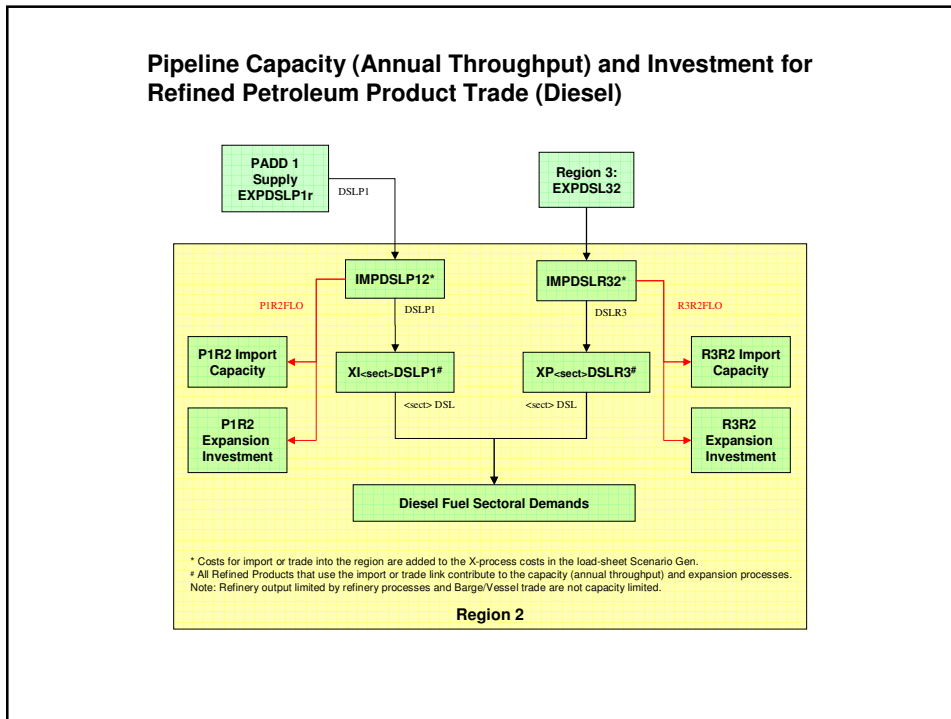 Pipeline Capacity (Annual Throughput) and Investment for
Refined Petroleum Product Trade (Diesel)
PADD 1
Supply
EXPDSLP1r
DSLP1
Region 3:
EXPDSL32
IMPDSLP12*
IMPDSLR32*
P1R2FLO
DSLP1
DSLR3
R3R2FLO
P1R2 Import
Capacity
XI<sect>DSLP1#
XP<sect>DSLR3#
R3R2 Import
Capacity
<sect> DSL
<sect> DSL
P1R2
Expansion
Investment
R3R2
Expansion
Investment
Diesel Fuel Sectoral Demands
* Costs for import or trade into the region are added to the X-process costs in the load-sheet Scenario Gen.
# All Refined Products that use the import or trade link contribute to the capacity (annual throughput) and expansion processes.
Note: Refinery output limited by refinery processes and Barge/Vessel trade are not capacity limited.
Region 2